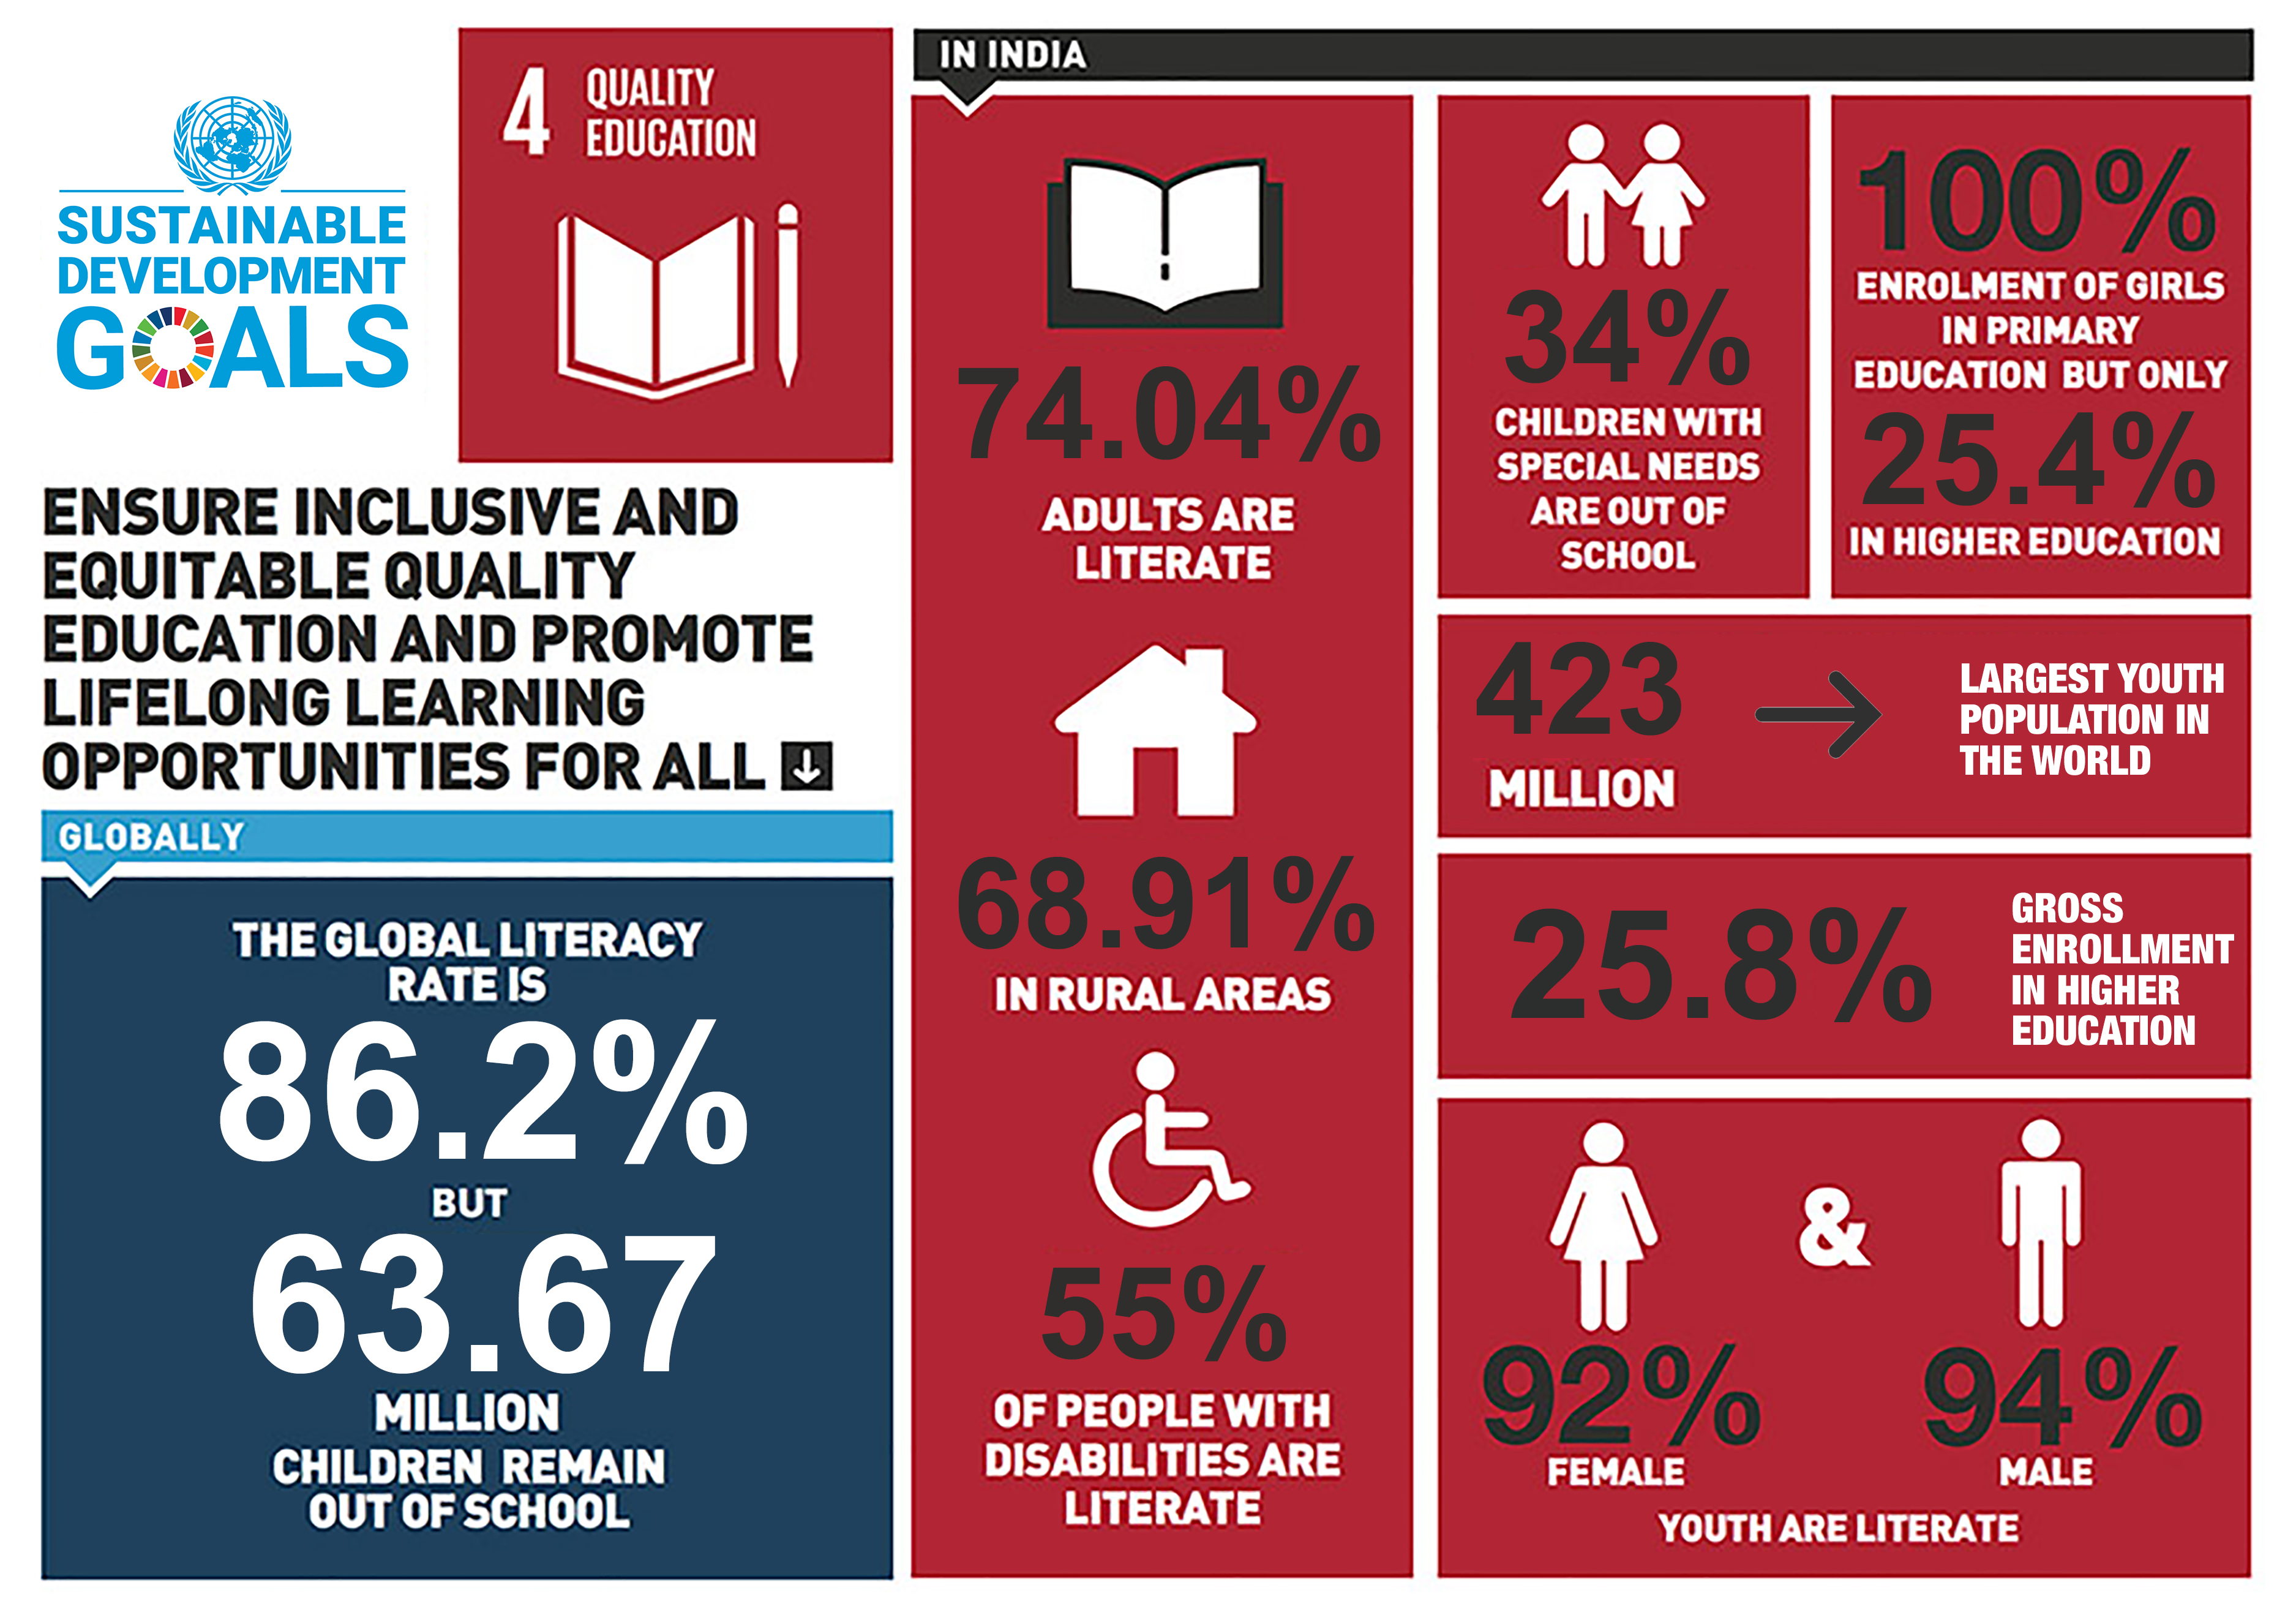 SUSTAINABLE
DEVELOPMENT
GOALS
4 QUALITY
EDUCATION
ENSURE INCLUSIVE AND
EQUITABLE QUALITY
EDUCATION AND PROMOTE
LIFELONG LEARNING
OPPORTUNITIES FOR ALL
GLOBALLY
THE GLOBAL LITERACY
RATE IS
86.2%
BUT
63.67
MILLION
CHILDREN REMAIN
OUT OF SCHOOL
IN INDIA
74.04%
ADULTS ARE
LITERATE
68.91%
IN RURAL AREAS
55%
OF PEOPLE WITH
DISABILITIES ARE
LITERATE
34%
CHILDREN WITH
SPECIAL NEEDS
ARE OUT OF
SCHOOL
100%
ENROLMENT OF GIRLS
IN PRIMARY
EDUCATION BUT ONLY
25.4%
IN HIGHER EDUCATION
423
MILLION
LARGEST YOUTH
POPULATION IN
THE WORLD
25.8%
GROSS
ENROLLMENT
IN HIGHER
EDUCATION
&
92% 94%
FEMALE MALE
YOUTH ARE LITERATE